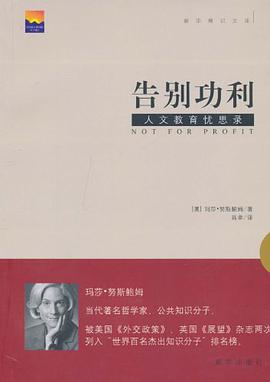 新华精识文库
告别功利
人文教育忧思录
NOT FOR PROFIT
[美] 玛莎•努斯鲍姆/著
肖聿/译
玛莎•努斯鲍姆
当代著名哲学家，公共知识分子。
被美国《外交政策》、英国《展望》杂志两次
列入“世界百名杰出知识分子”排名榜。
新华出版社